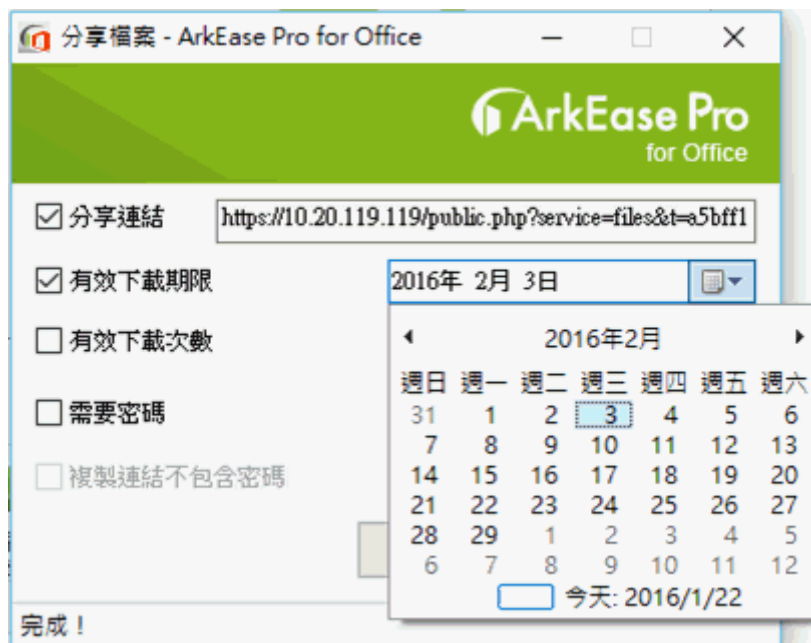 分享檔案 - ArkEase Pro for Office
ArkEase Pro
for Office
分享連結 https://10.20.119.119/public.php?service=files&t=a5bff1
有效下載期限 2016年 2月 3日
有效下載次數
需要密碼
複製連結不包含密碼
2016年2月
週日 週一 週二 週三 週四 週五 週六
31 1 2 3 4 5 6
7 8 9 10 11 12 13
14 15 16 17 18 19 20
21 22 23 24 25 26 27
28 29 1 2 3 4 5
6 7 8 9 10 11 12
今天: 2016/1/22
完成！